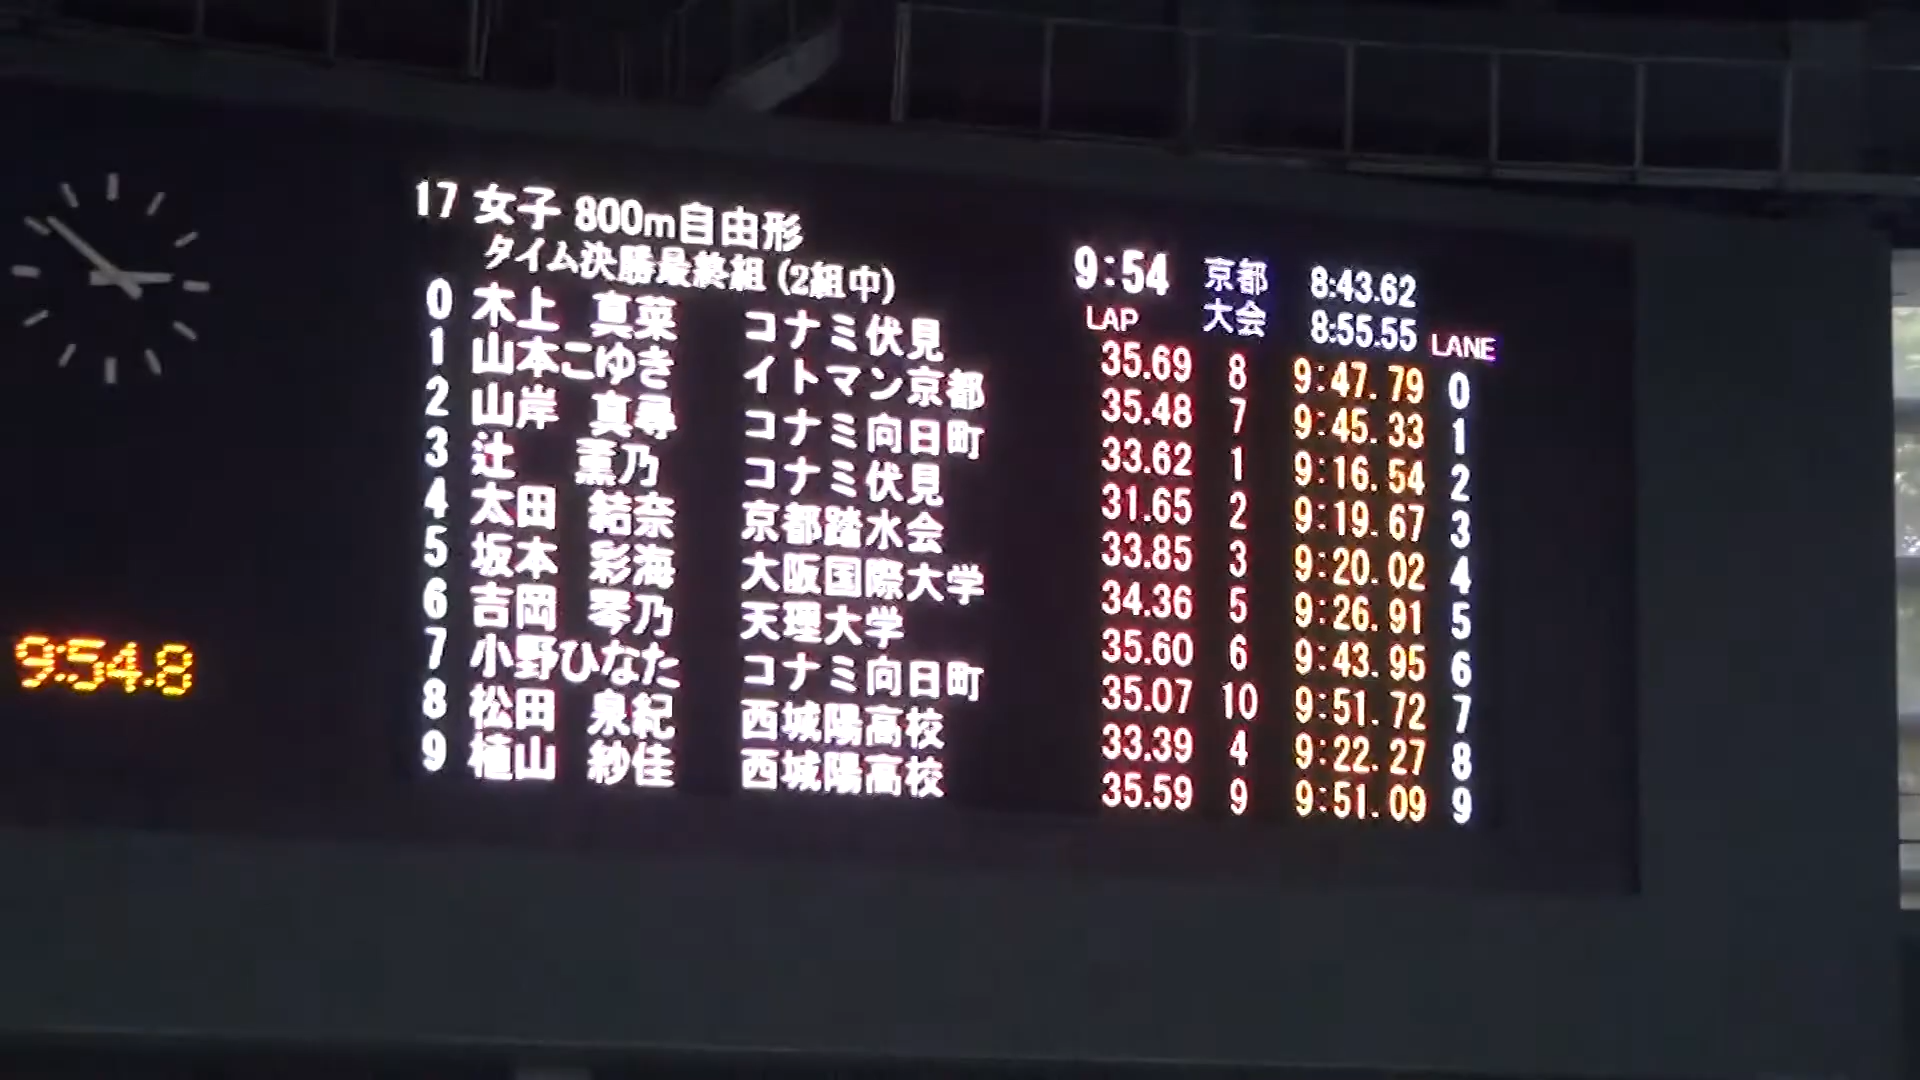 17 女子 800m自由形
タイム決勝最終組 (2組中) 9:54 京都 8:43.62
LAP 大会 8:55.55 LANE
0 木上 真菜 コナミ伏見 35.69 8 9:47.79 0
1 山本こゆき イトマン京都 35.48 7 9:45.33 1
2 山岸 真尋 コナミ向日町 33.62 1 9:16.54 2
3 辻 薫乃 コナミ伏見 31.65 2 9:19.67 3
4 太田 結奈 京都踏水会 33.85 3 9:20.02 4
5 坂本 彩海 大阪国際大学 34.36 5 9:26.91 5
6 吉岡 琴乃 天理大学 35.60 6 9:43.95 6
7 小野ひなた コナミ向日町 35.07 10 9:51.72 7
8 松田 泉紀 西城陽高校 33.39 4 9:22.27 8
9 植山 紗佳 西城陽高校 35.59 9 9:51.09 9
9:54.8